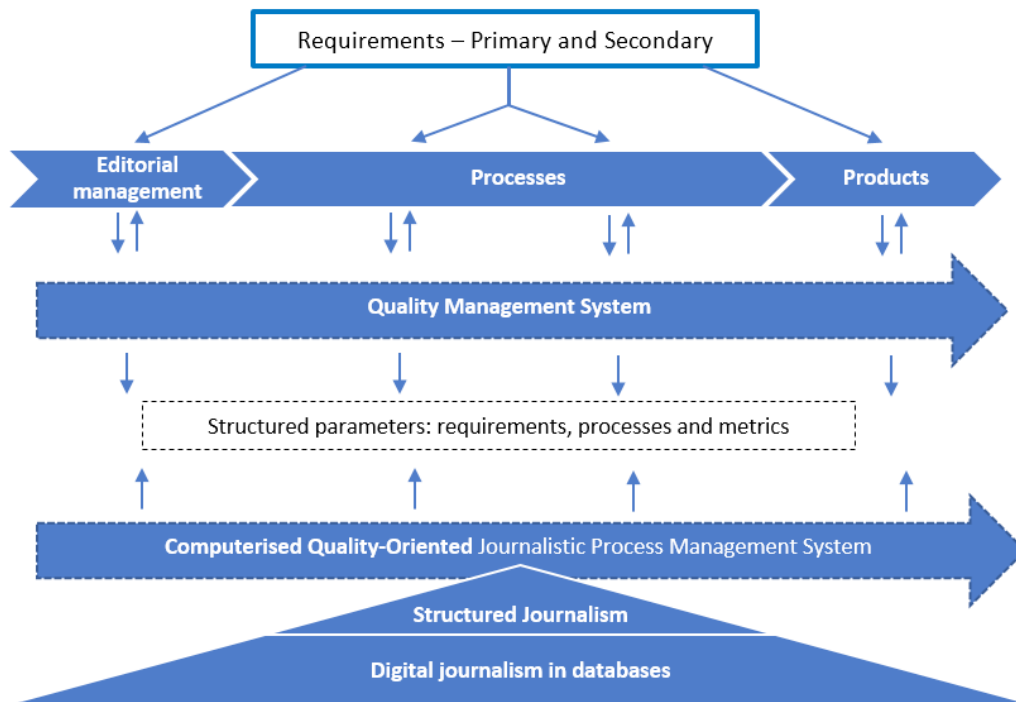 Requirements – Primary and Secondary
Editorial
management
Processes
Products
Quality Management System
Structured parameters: requirements, processes and metrics
Computerised Quality-Oriented Journalistic Process Management System
Structured Journalism
Digital journalism in databases